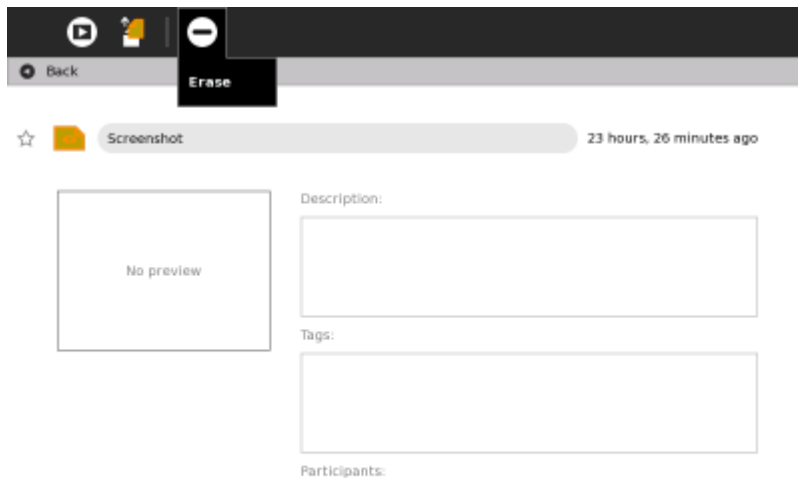 Back
Erase
Screenshot 23 hours, 26 minutes ago
Description:
No preview
Tags:
Participants: